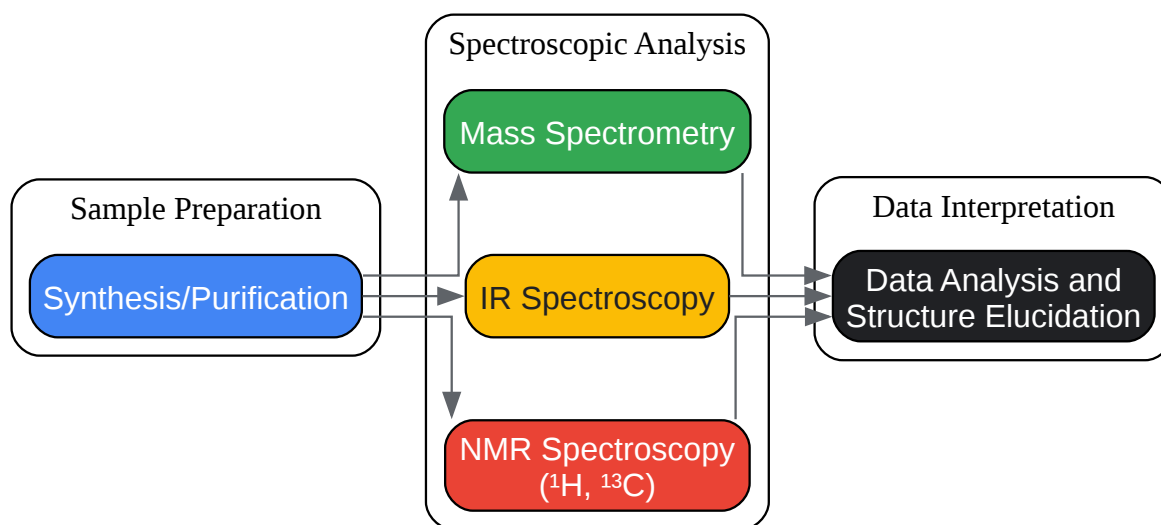 Spectroscopic Analysis
Mass Spectrometry
Sample Preparation
Data Interpretation
Synthesis/Purification
IR Spectroscopy
Data Analysis and
Structure Elucidation
NMR Spectroscopy
(¹H, ¹³C)